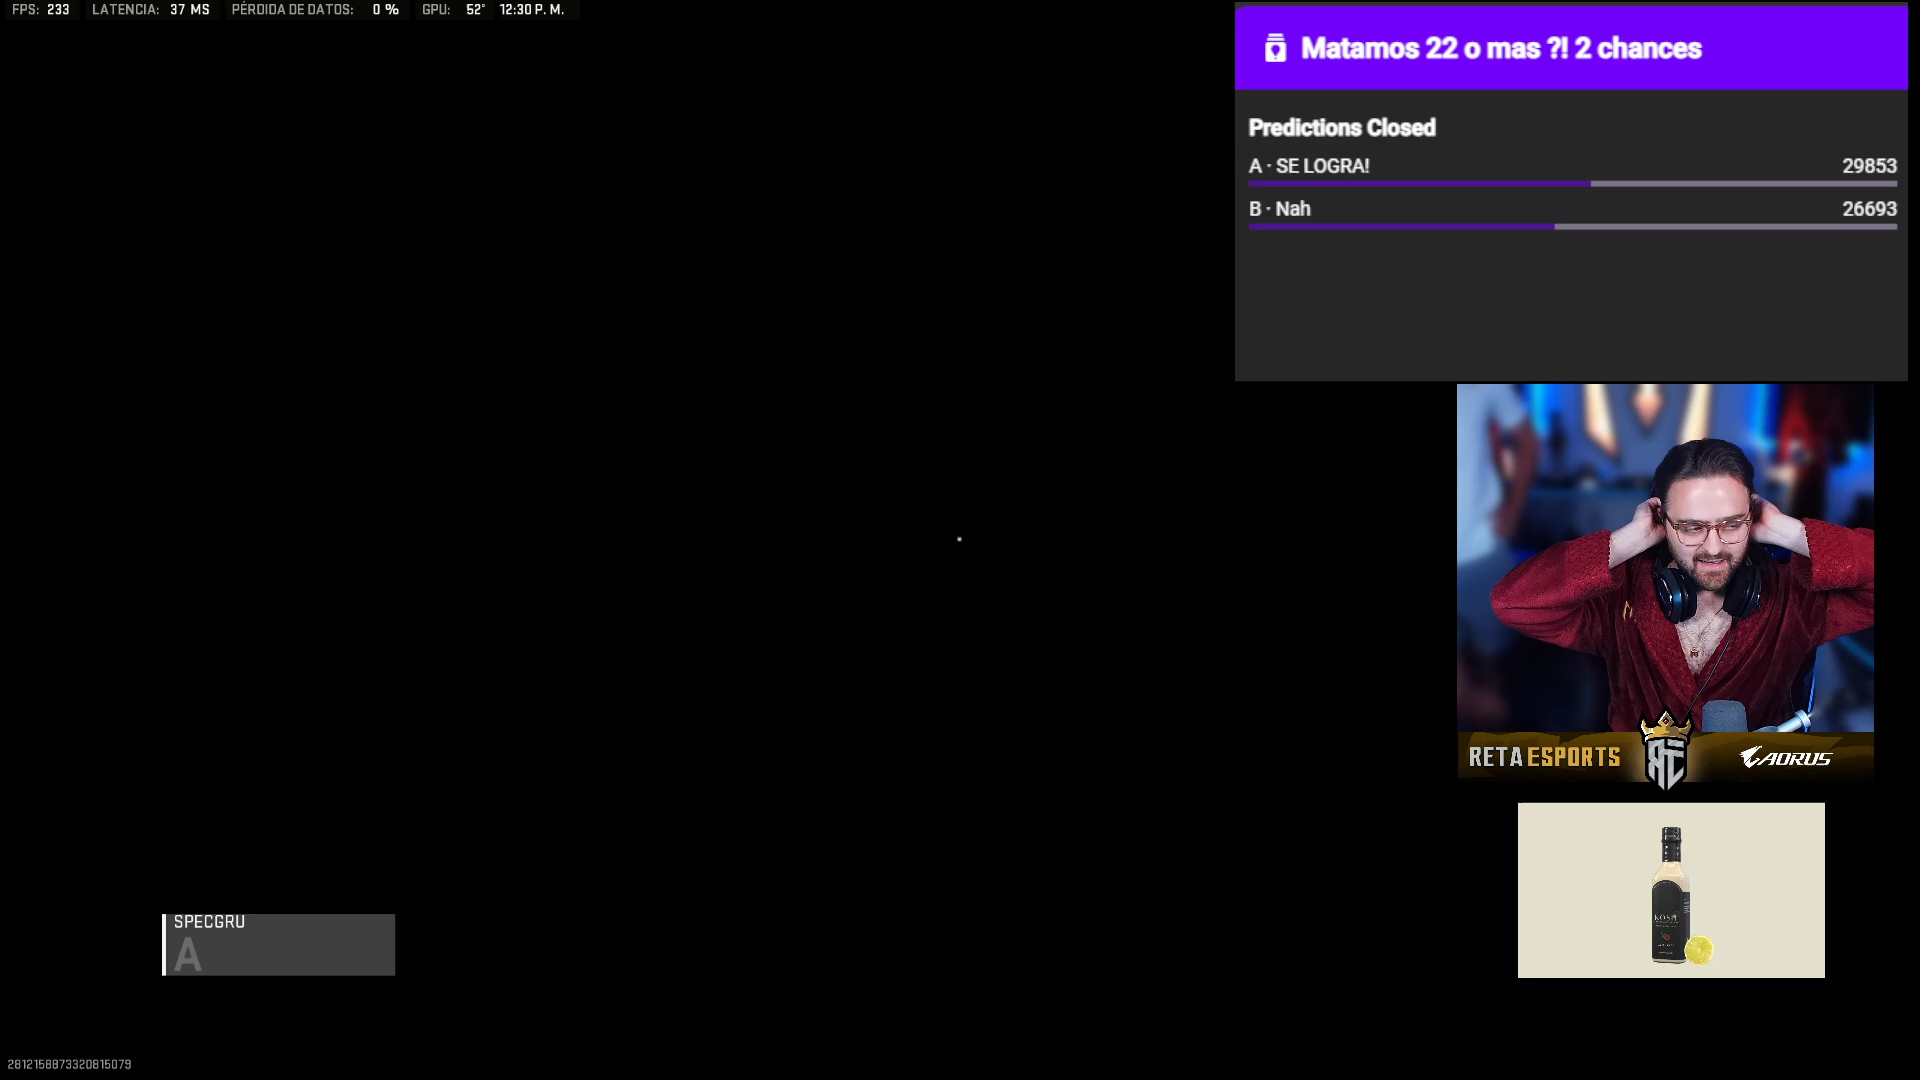 FPS: 233 LATENCIA: 37 MS PÉRDIDA DE DATOS: 0 % GPU: 52° 12:30 P. M.
Matamos 22 o mas ?! 2 chances
Predictions Closed
A · SE LOGRA! 29853
B · Nah 26693
RETA ESPORTS AORUS
KOSH
SPECGRU
A
2812158873320815079